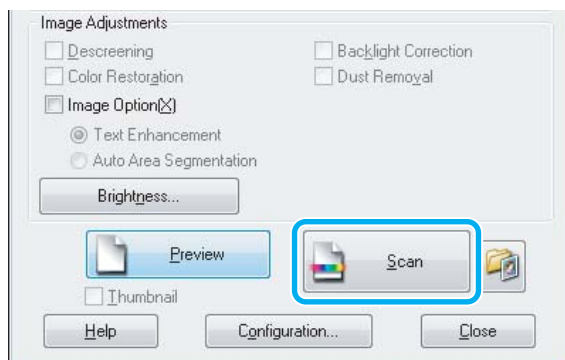 Image Adjustments
Descreening Backlight Correction
Color Restoration Dust Removal
Image Option(X)
Text Enhancement
Auto Area Segmentation
Brightness...
Preview Scan
Thumbnail
Help Configuration... Close